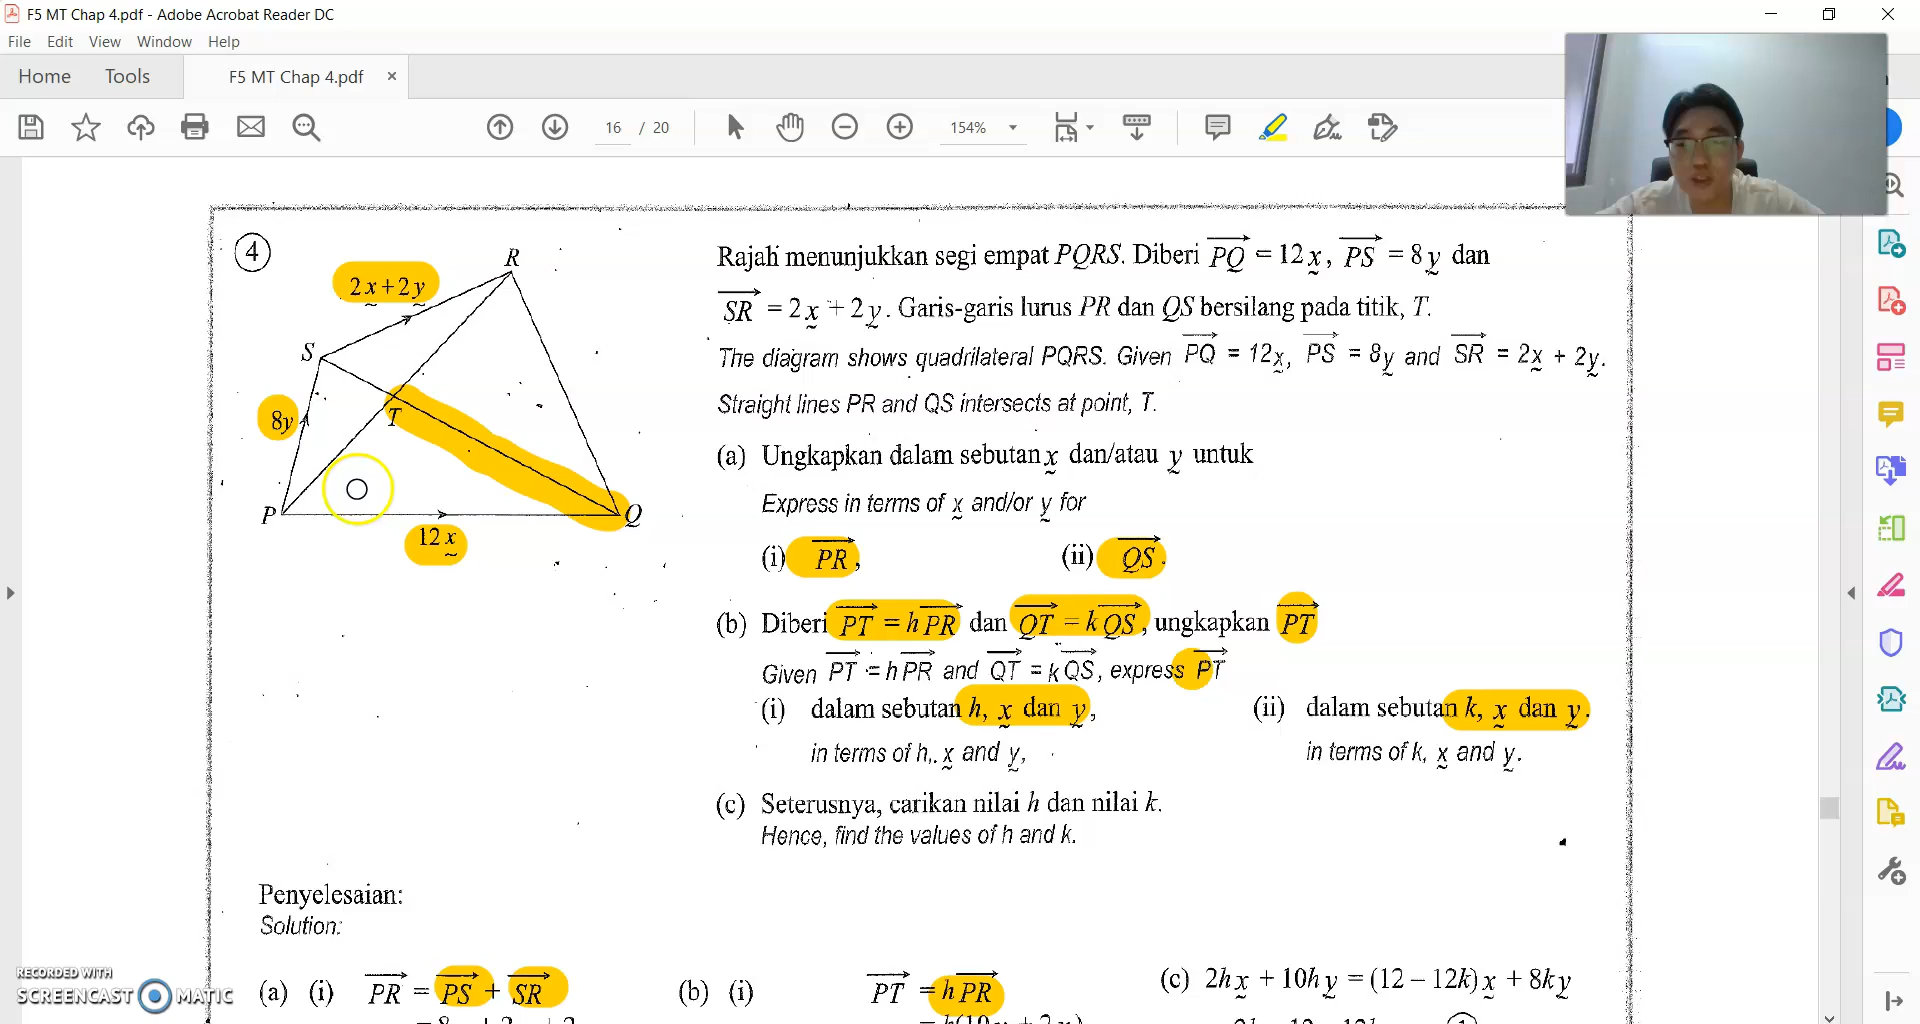 F5 MT Chap 4.pdf - Adobe Acrobat Reader DC
File Edit View Window Help
Home Tools F5 MT Chap 4.pdf ×
16 / 20 154%
4
R
2x+2y
S
8y
T
P
Q
12x
Rajah menunjukkan segi empat PQRS. Diberi PQ = 12x, PS = 8y dan
SR = 2x + 2y. Garis-garis lurus PR dan QS bersilang pada titik, T.
The diagram shows quadrilateral PQRS. Given PQ = 12x, PS = 8y and SR = 2x + 2y.
Straight lines PR and QS intersects at point, T.
(a) Ungkapkan dalam sebutan x dan/atau y untuk
Express in terms of x and/or y for
(i) PR, (ii) QS.
(b) Diberi PT = hPR dan QT = kQS, ungkapkan PT
Given PT = hPR and QT = kQS, express PT
(i) dalam sebutan h, x dan y, (ii) dalam sebutan k, x dan y.
in terms of h, x and y, in terms of k, x and y.
(c) Seterusnya, carikan nilai h dan nilai k.
Hence, find the values of h and k.
Penyelesaian:
Solution:
(a) (i) PR = PS + SR (b) (i) PT = hPR (c) 2hx + 10hy = (12 – 12k)x + 8ky
RECORDED WITH
SCREENCAST MATIC